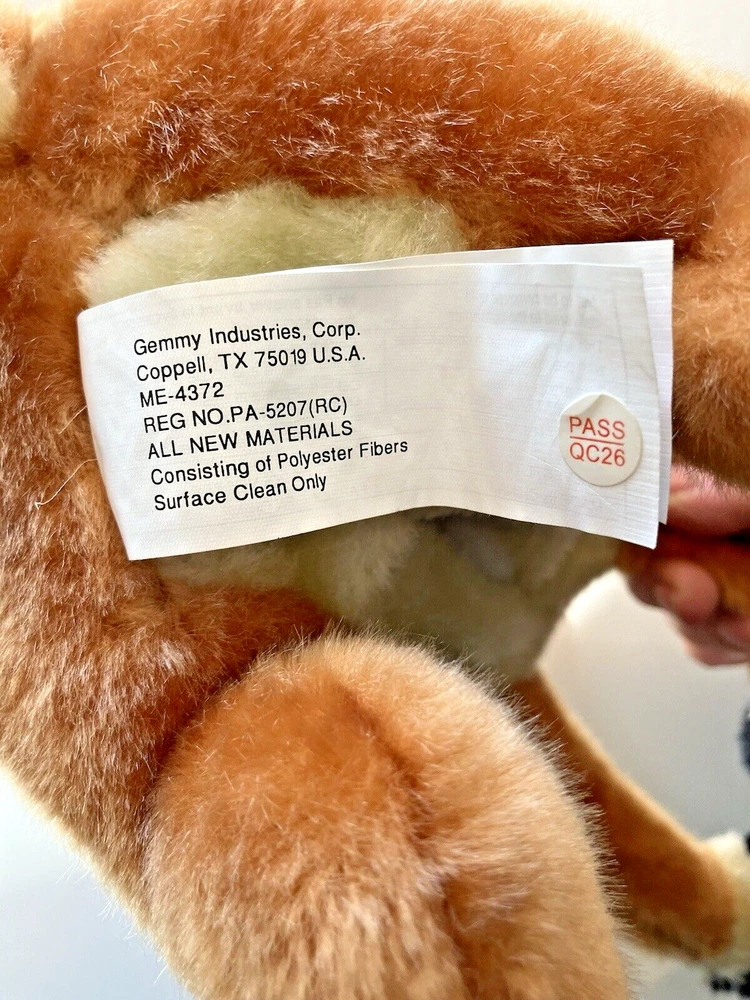 Gemmy Industries, Corp.
Coppell, TX 75019 U.S.A.
ME-4372
REG NO.PA-5207(RC)
ALL NEW MATERIALS
Consisting of Polyester Fibers
Surface Clean Only
PASS
QC26